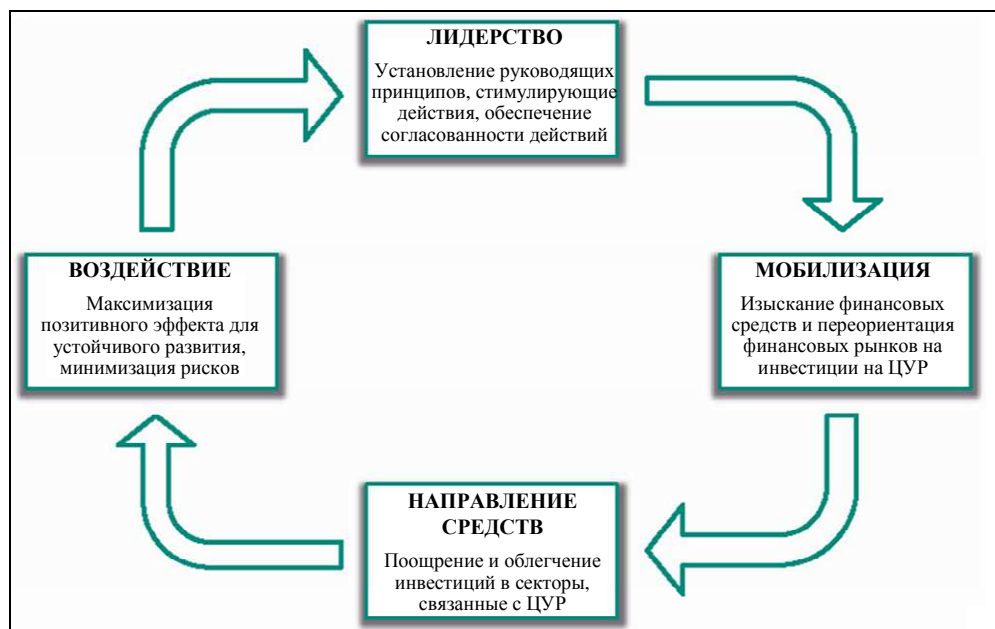 ЛИДЕРСТВО
Установление руководящих
принципов, стимулирующие
действия, обеспечение
согласованности действий
МОБИЛИЗАЦИЯ
Изыскание финансовых
средств и переориентация
финансовых рынков на
инвестиции на ЦУР
НАПРАВЛЕНИЕ
СРЕДСТВ
Поощрение и облегчение
инвестиций в секторы,
связанные с ЦУР
ВОЗДЕЙСТВИЕ
Максимизация
позитивного эффекта для
устойчивого развития,
минимизация рисков